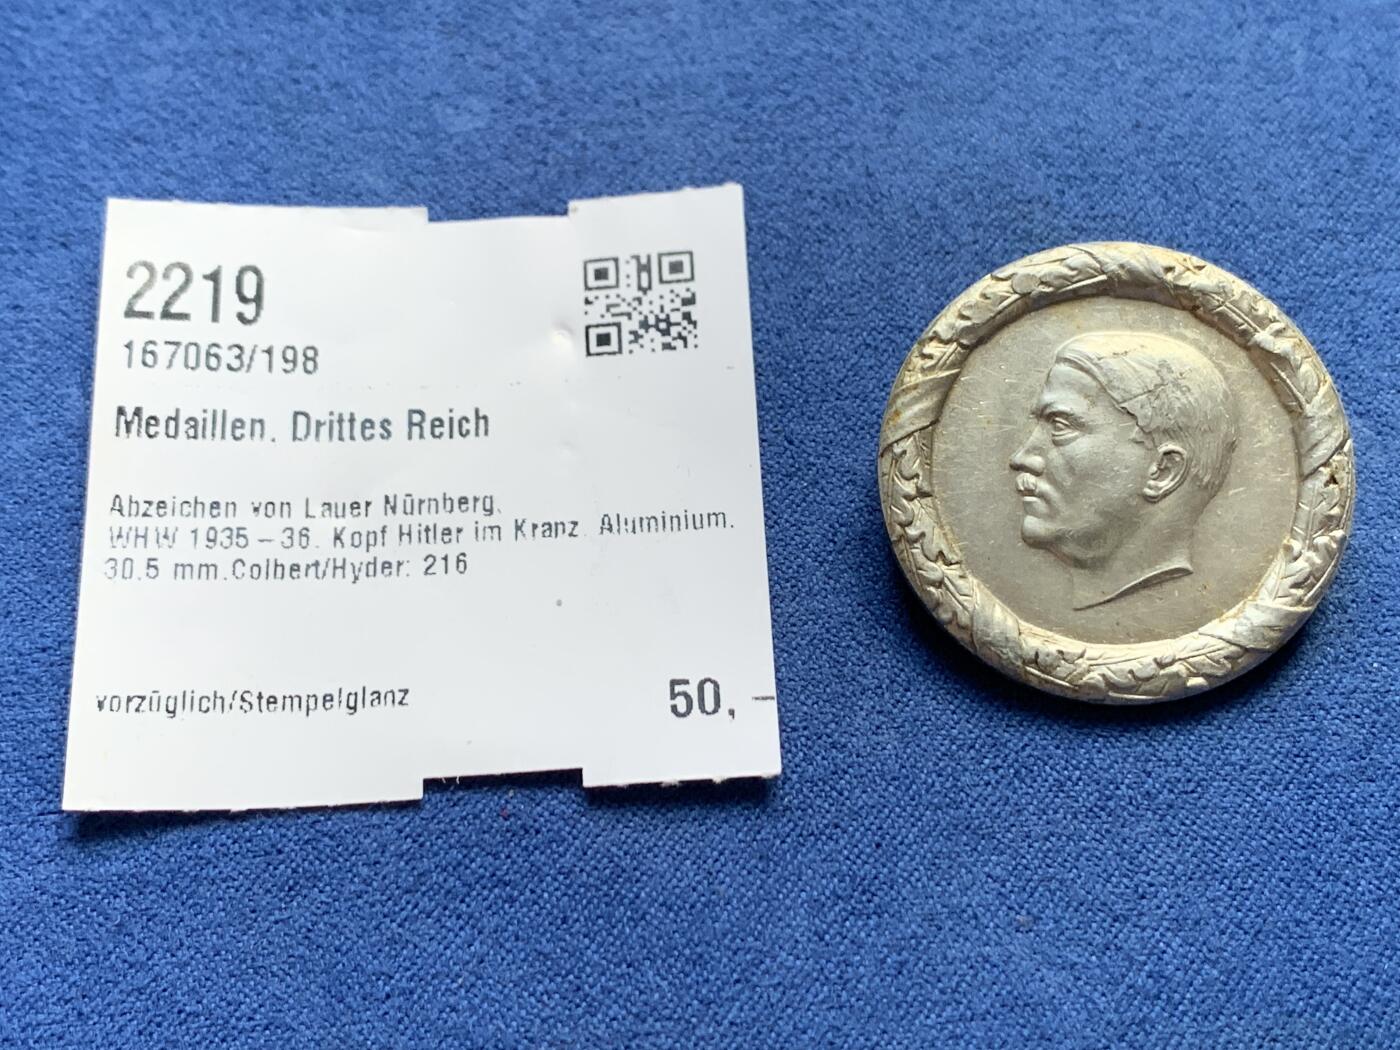 2219
167063/198
Medaillen. Drittes Reich
Abzeichen von Lauer Nürnberg.
WHW 1935 – 36. Kopf Hitler im Kranz. Aluminium.
30.5 mm.Colbert/Hyder: 216
vorzüglich/Stempelglanz
50,–